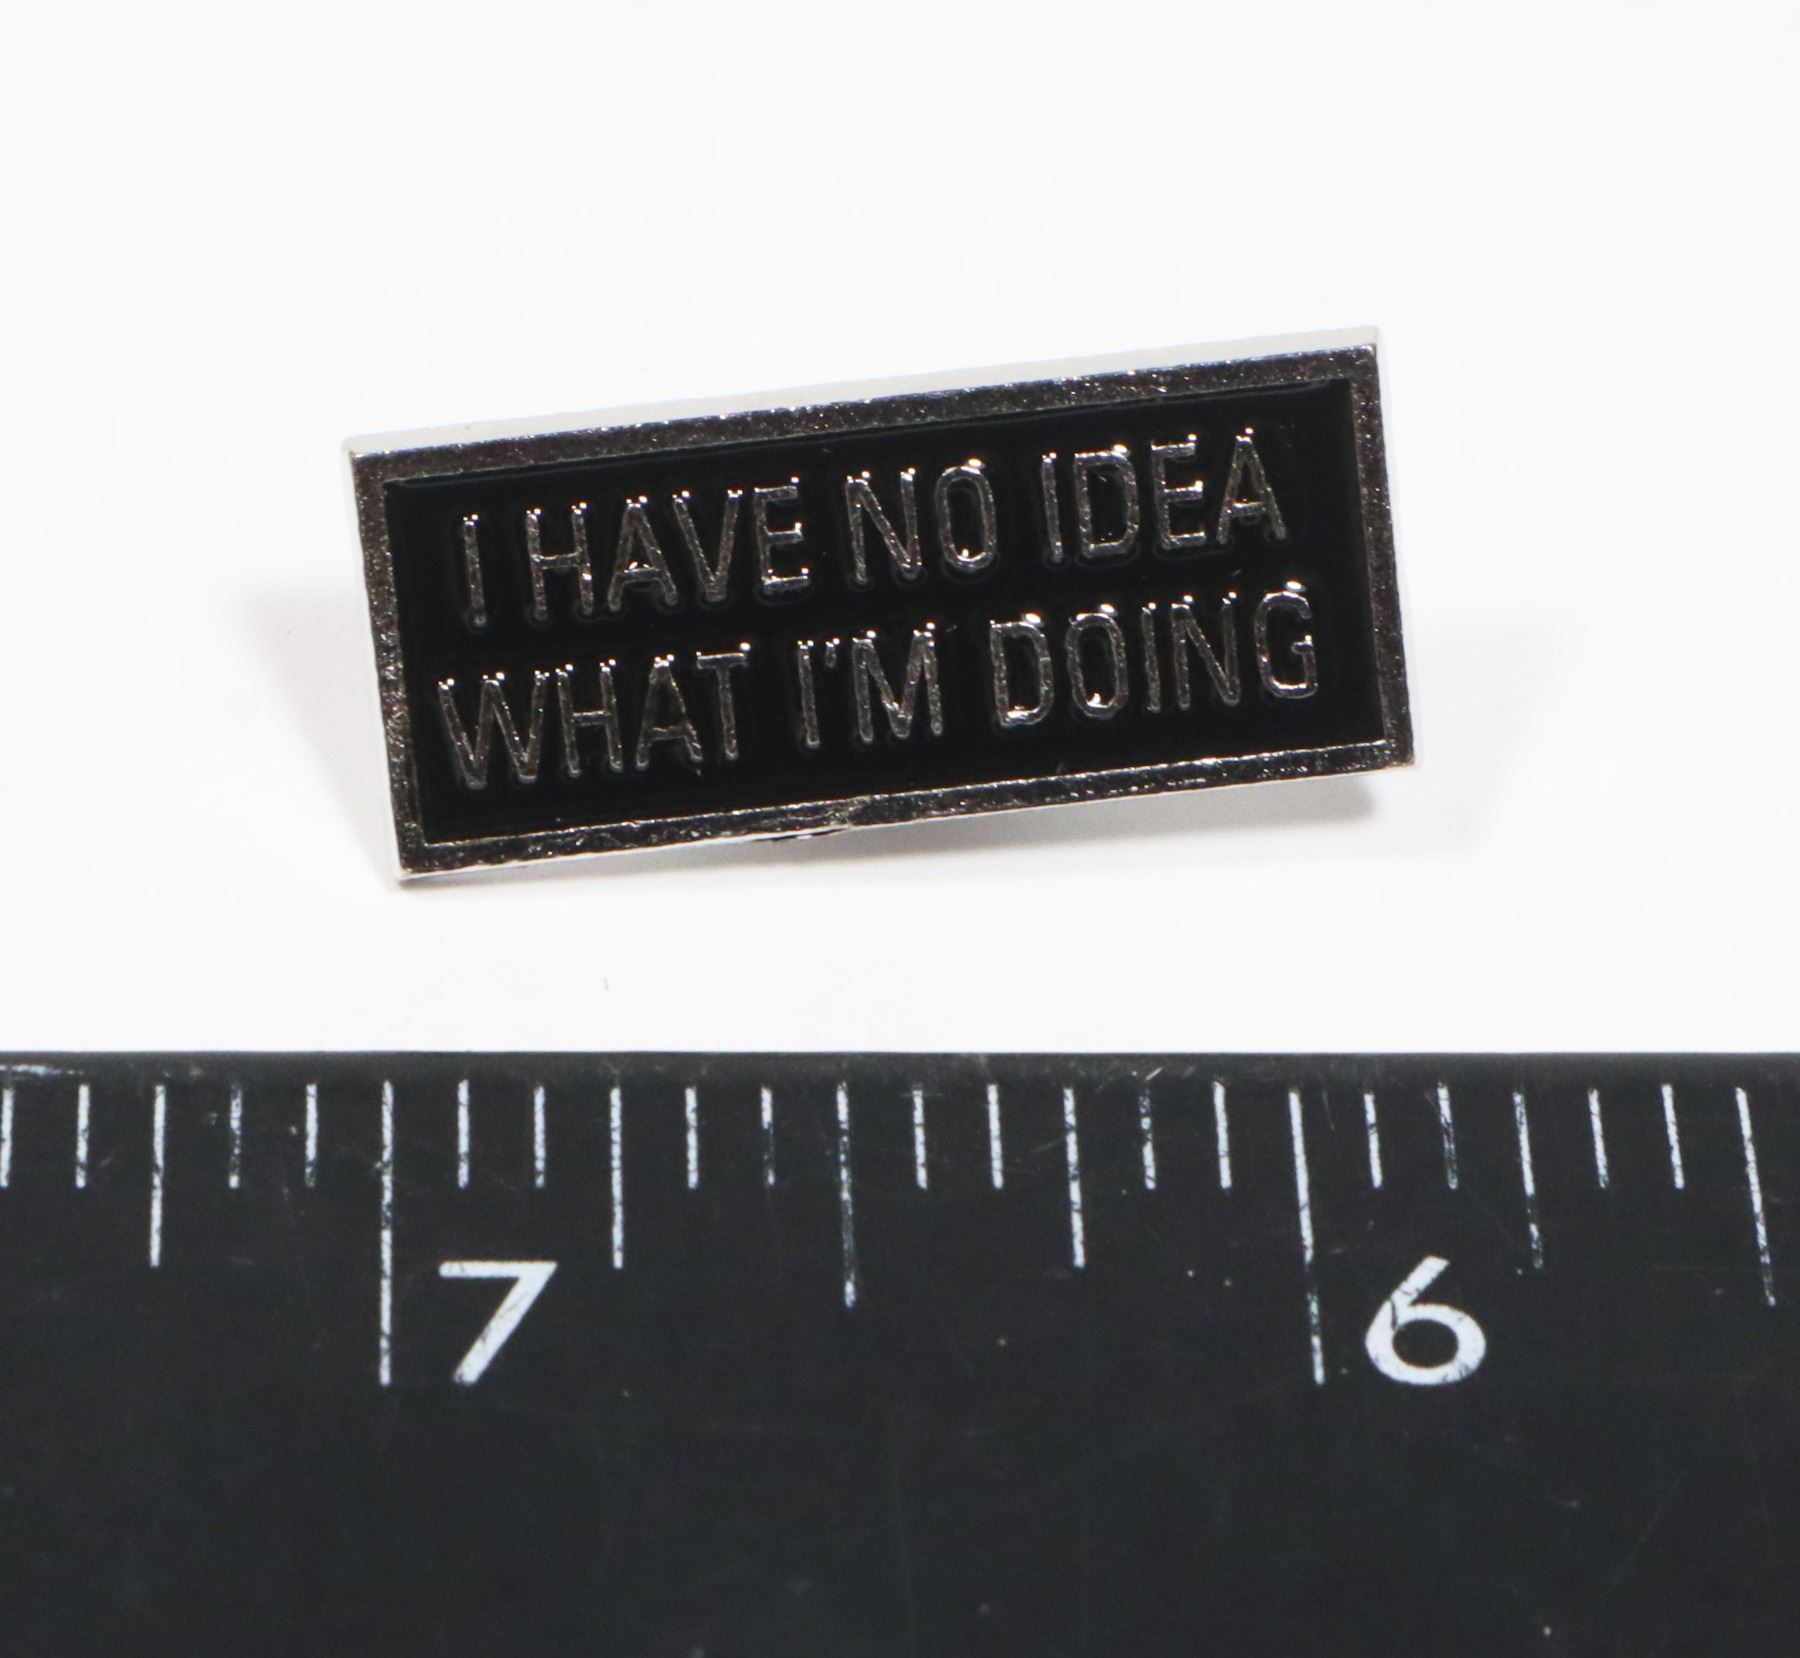 I HAVE NO IDEA
WHAT I'M DOING
7 6